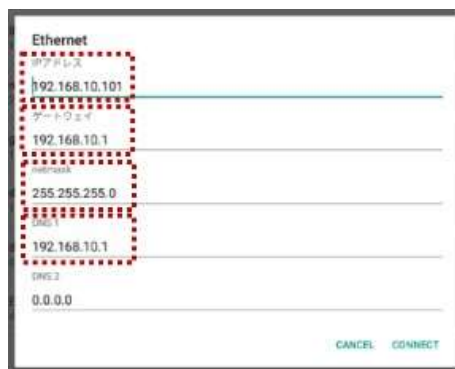 Ethernet
IPアドレス
192.168.10.101
ゲートウェイ
192.168.10.1
netmask
255.255.255.0
DNS 1
192.168.10.1
DNS 2
0.0.0.0
CANCEL CONNECT